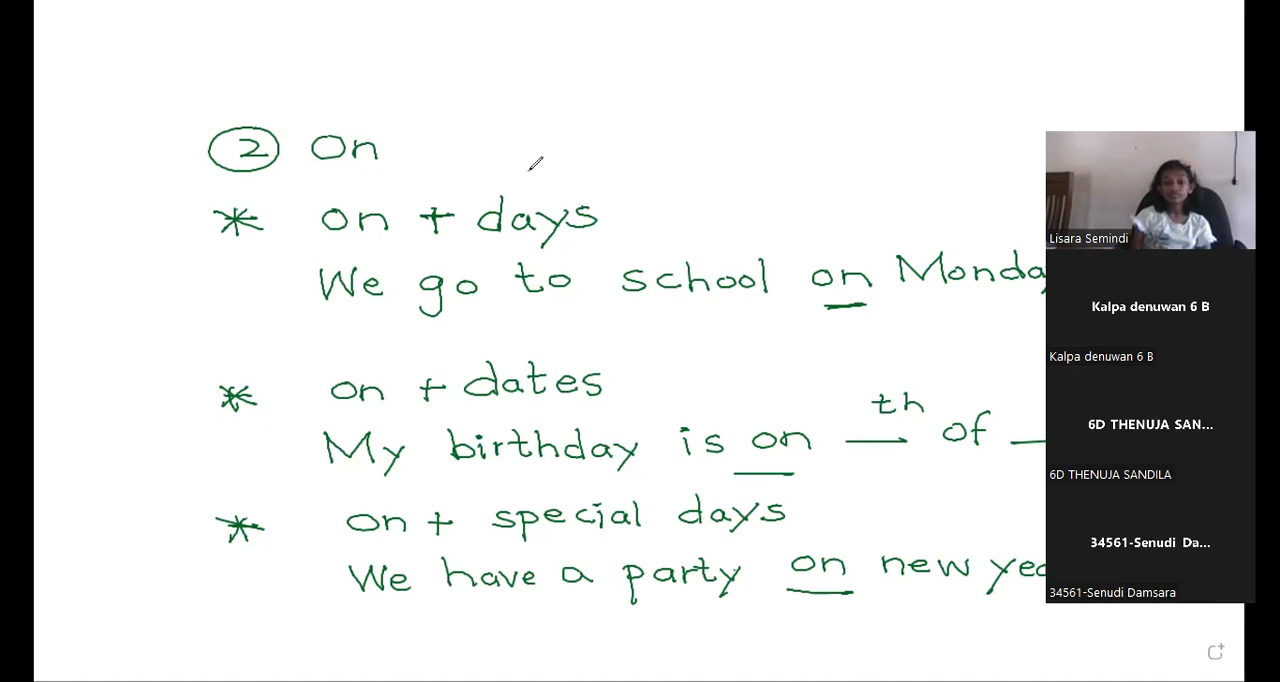 2 On
* on + days
We go to school on Monda
* on + dates
My birthday is on __ th of __
* on + special days
We have a party on new yea
Lisara Semindi
Kalpa denuwan 6 B
Kalpa denuwan 6 B
6D THENUJA SAN...
6D THENUJA SANDILA
34561-Senudi Da...
34561-Senudi Damsara